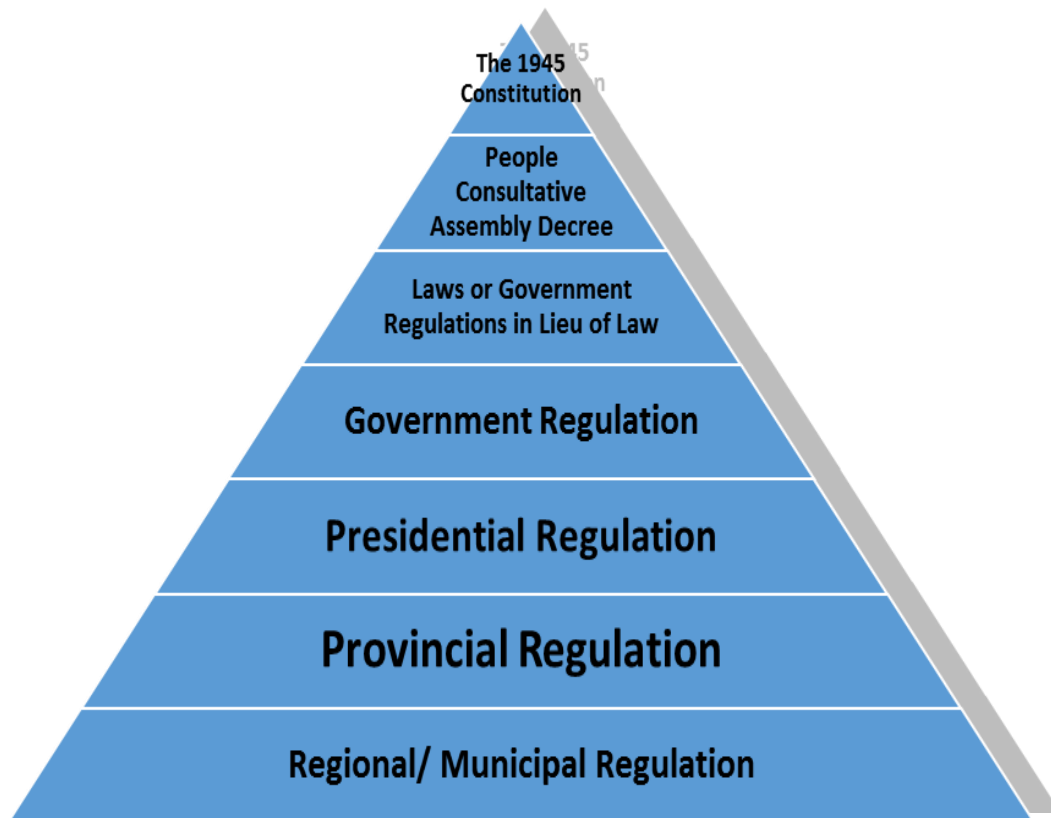 The 1945
Constitution
People
Consultative
Assembly Decree
Laws or Government
Regulations in Lieu of Law
Government Regulation
Presidential Regulation
Provincial Regulation
Regional/ Municipal Regulation